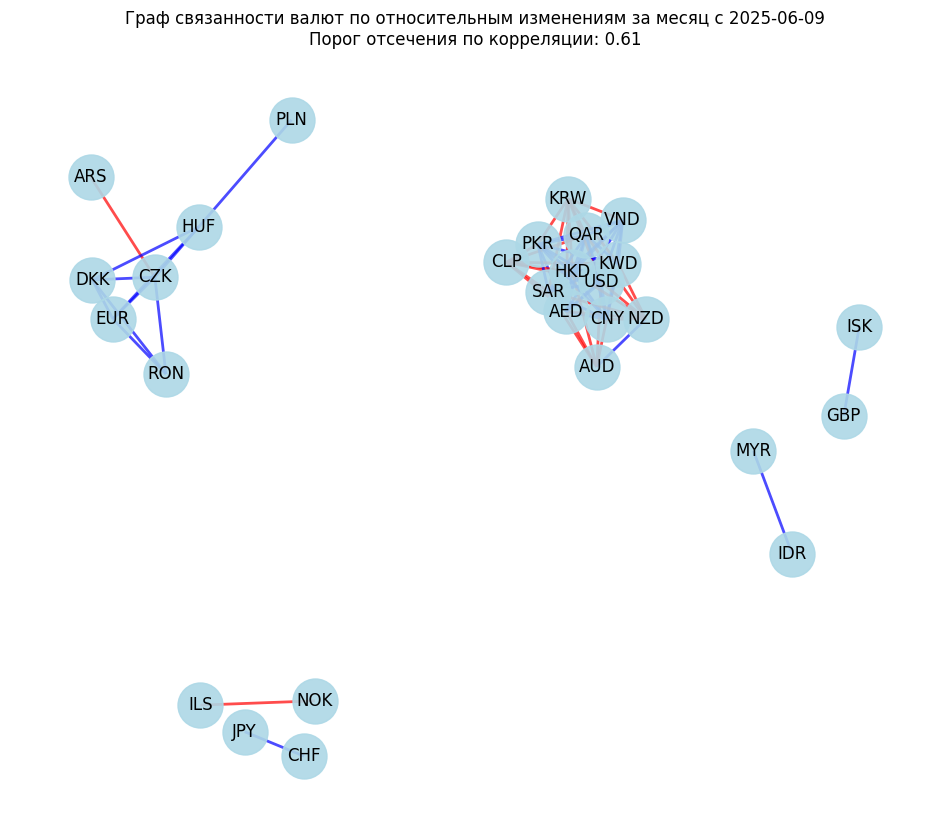 Граф связанности валют по относительным изменениям за месяц с 2025-06-09
Порог отсечения по корреляции: 0.61
PLN
ARS
KRW
VND
HUF
QAR
PKR
CLP
KWD
HKD
DKK
CZK
USD
SAR
AED
EUR
CNY
NZD
ISK
AUD
RON
GBP
MYR
IDR
ILS
NOK
JPY
CHF